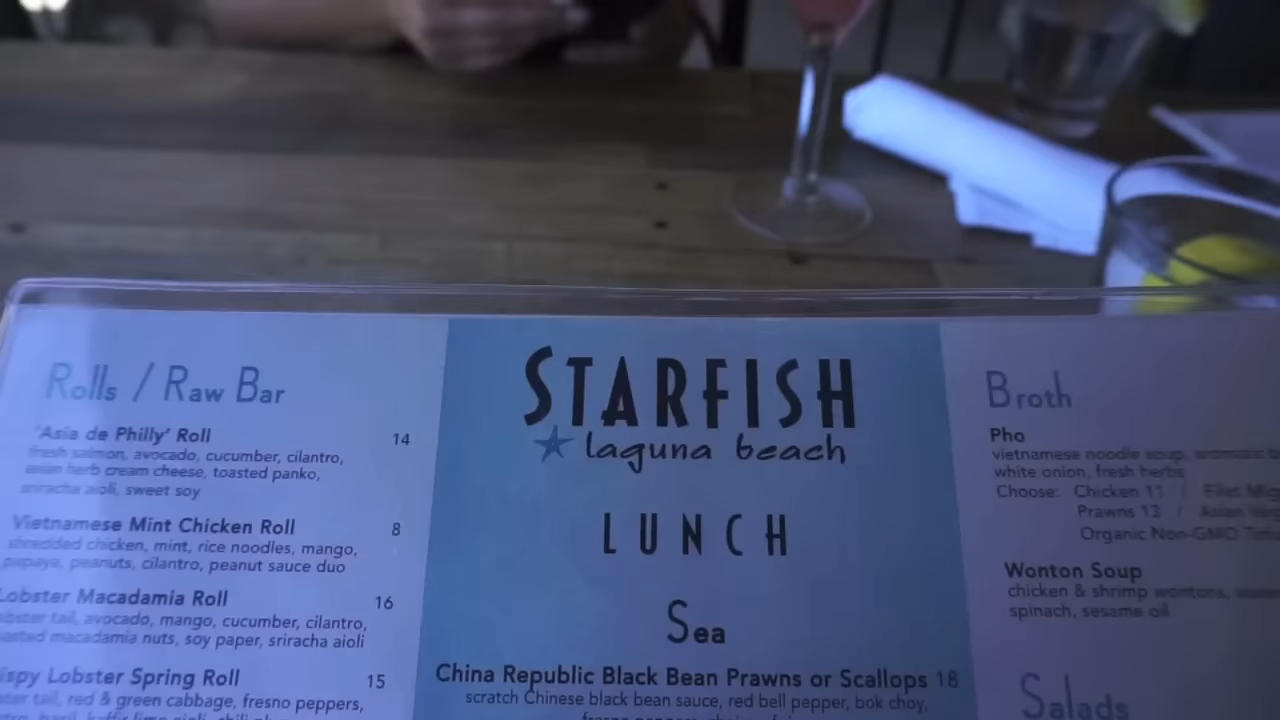 Rolls / Raw Bar
'Asia de Philly' Roll 14
fresh salmon, avocado, cucumber, cilantro,
asian herb cream cheese, toasted panko,
sriracha aioli, sweet soy
Vietnamese Mint Chicken Roll 8
shredded chicken, mint, rice noodles, mango,
papaya, peanuts, cilantro, peanut sauce duo
Lobster Macadamia Roll 16
lobster tail, avocado, mango, cucumber, cilantro,
macadamia nuts, soy paper, sriracha aioli
Lobster Spring Roll 15
tail, red & green cabbage, fresno peppers,
STARFISH
laguna beach
LUNCH
Sea
China Republic Black Bean Prawns or Scallops 18
scratch Chinese black bean sauce, red bell pepper, bok choy,
Broth
Pho
vietnamese noodle soup,
white onion, fresh herbs
Choose: Chicken 11 /
Prawns 13 / Asian
Organic Non-GMO
Wonton Soup
chicken & shrimp wontons,
spinach, sesame oil
Salads